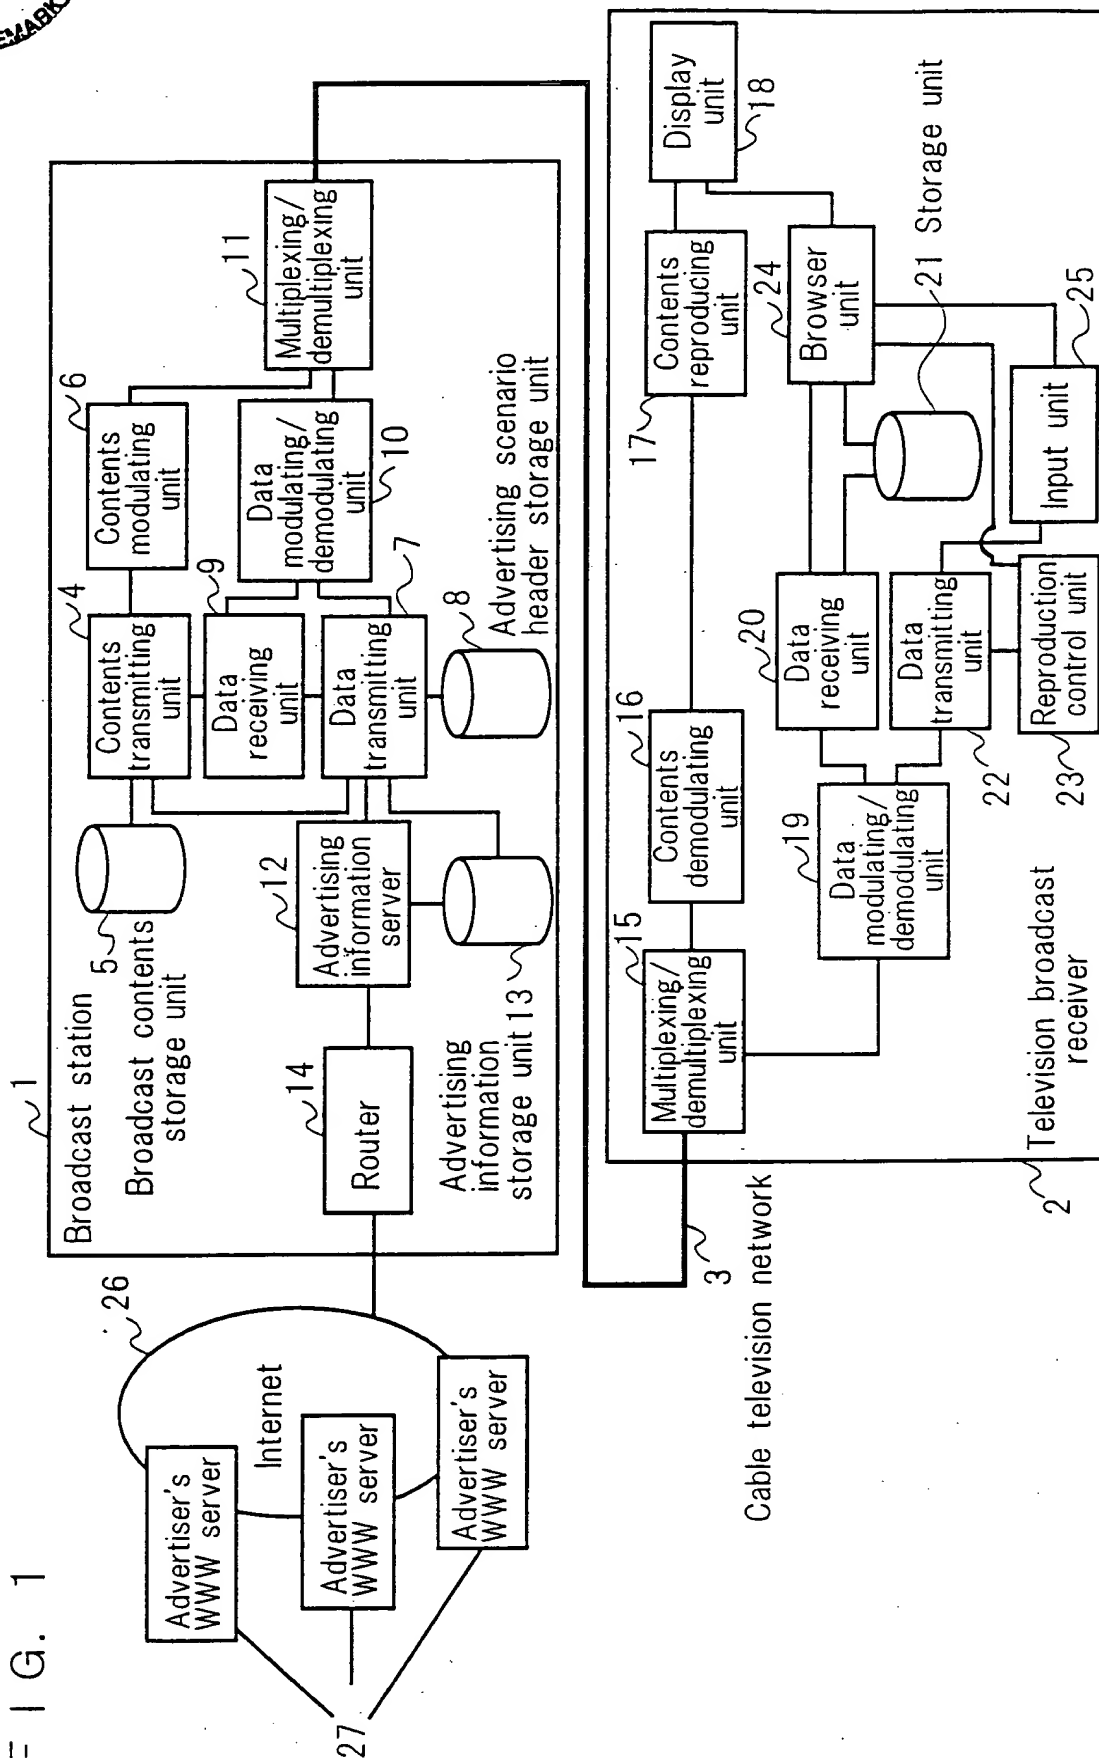 FIG. 1
1
Broadcast station
5
Broadcast contents
storage unit
4
Contents
transmitting
unit
6
Contents
modulating
unit
9
Data
receiving
unit
Data
modulating/
demodulating
unit
10
11
Multiplexing/
demultiplexing
unit
7
Data
transmitting
unit
8
Advertising scenario
header storage unit
12
Advertising
information
server
14
Router
Advertising
information
storage unit 13
26
Internet
Advertiser's
WWW server
Advertiser's
WWW server
Advertiser's
WWW server
27
3
Cable television network
2
Television broadcast
receiver
15
Multiplexing/
demultiplexing
unit
16
Contents
demodulating
unit
17
Contents
reproducing
unit
Display
unit
18
19
Data
modulating/
demodulating
unit
20
Data
receiving
unit
Data
transmitting
unit
22
23
Reproduction
control unit
24
Browser
unit
21 Storage unit
25
Input unit